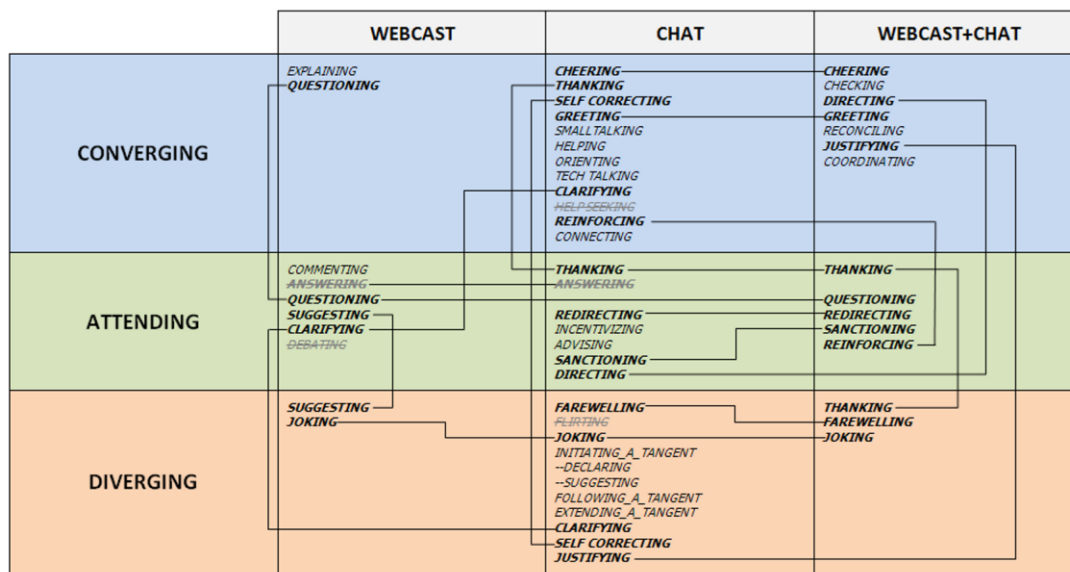 WEBCAST
CHAT
WEBCAST+CHAT
CONVERGING
EXPLAINING
QUESTIONING
CHEERING
THANKING
SELF CORRECTING
GREETING
SMALLTALKING
HELPING
ORIENTING
TECH TALKING
CLARIFYING
HELP SEEKING
REINFORCING
CONNECTING
CHEERING
CHECKING
DIRECTING
GREETING
RECONCILING
JUSTIFYING
COORDINATING
ATTENDING
COMMENTING
ANSWERING
QUESTIONING
SUGGESTING
CLARIFYING
DEBATING
THANKING
ANSWERING
REDIRECTING
INCENTIVIZING
ADVISING
SANCTIONING
DIRECTING
THANKING
QUESTIONING
REDIRECTING
SANCTIONING
REINFORCING
DIVERGING
SUGGESTING
JOKING
FAREWELLING
FLIRTING
JOKING
INITIATING_A_TANGENT
--DECLARING
--SUGGESTING
FOLLOWING_A_TANGENT
EXTENDING_A_TANGENT
CLARIFYING
SELF CORRECTING
JUSTIFYING
THANKING
FAREWELLING
JOKING